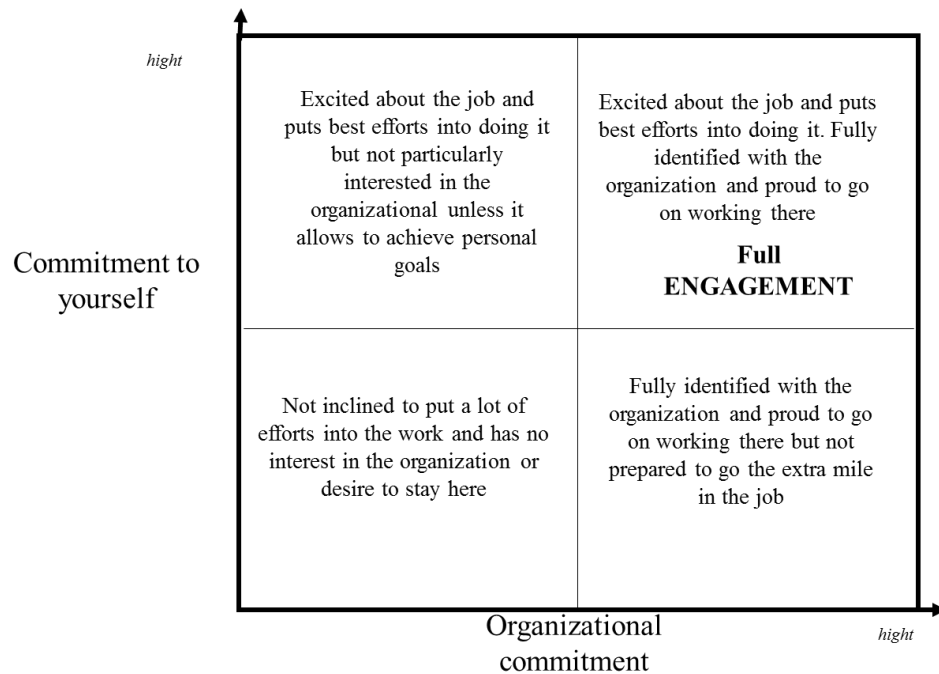 hight
Excited about the job and
puts best efforts into doing it
but not particularly
interested in the
organizational unless it
allows to achieve personal
goals
Excited about the job and puts
best efforts into doing it. Fully
identified with the
organization and proud to go
on working there
Full
ENGAGEMENT
Commitment to
yourself
Not inclined to put a lot of
efforts into the work and has no
interest in the organization or
desire to stay here
Fully identified with the
organization and proud to go
on working there but not
prepared to go the extra mile
in the job
Organizational
commitment
hight